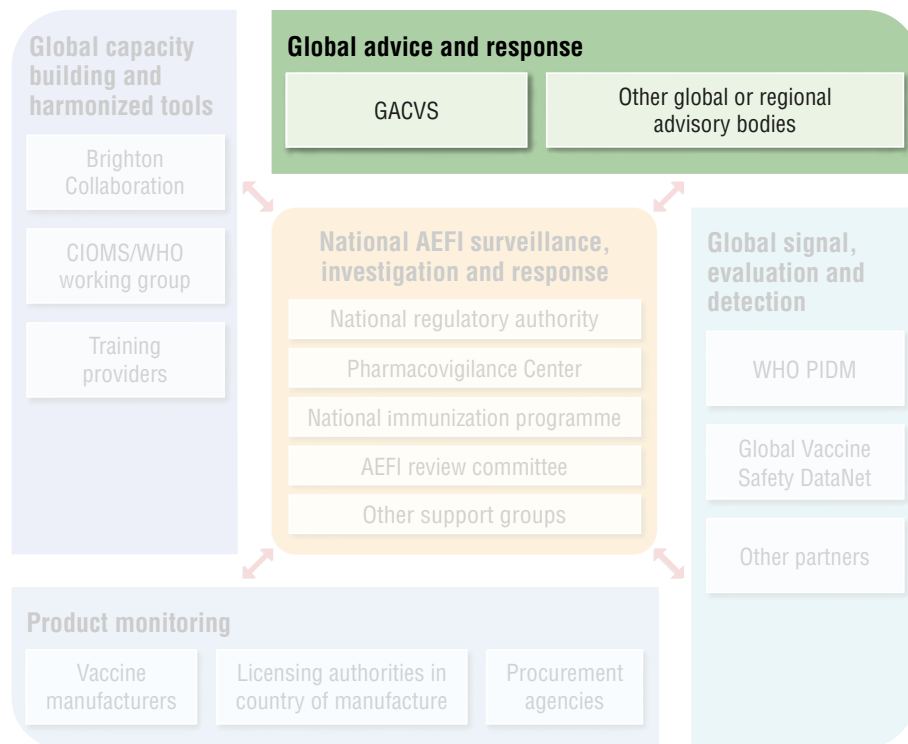 Global capacity
building and
harmonized tools
Brighton
Collaboration
CIOMS/WHO
working group
Training
providers
Global advice and response
GACVS
Other global or regional
advisory bodies
National AEFI surveillance,
investigation and response
National regulatory authority
Pharmacovigilance Center
National immunization programme
AEFI review committee
Other support groups
Global signal,
evaluation and
detection
WHO PIDM
Global Vaccine
Safety DataNet
Other partners
Product monitoring
Vaccine
manufacturers
Licensing authorities in
country of manufacture
Procurement
agencies